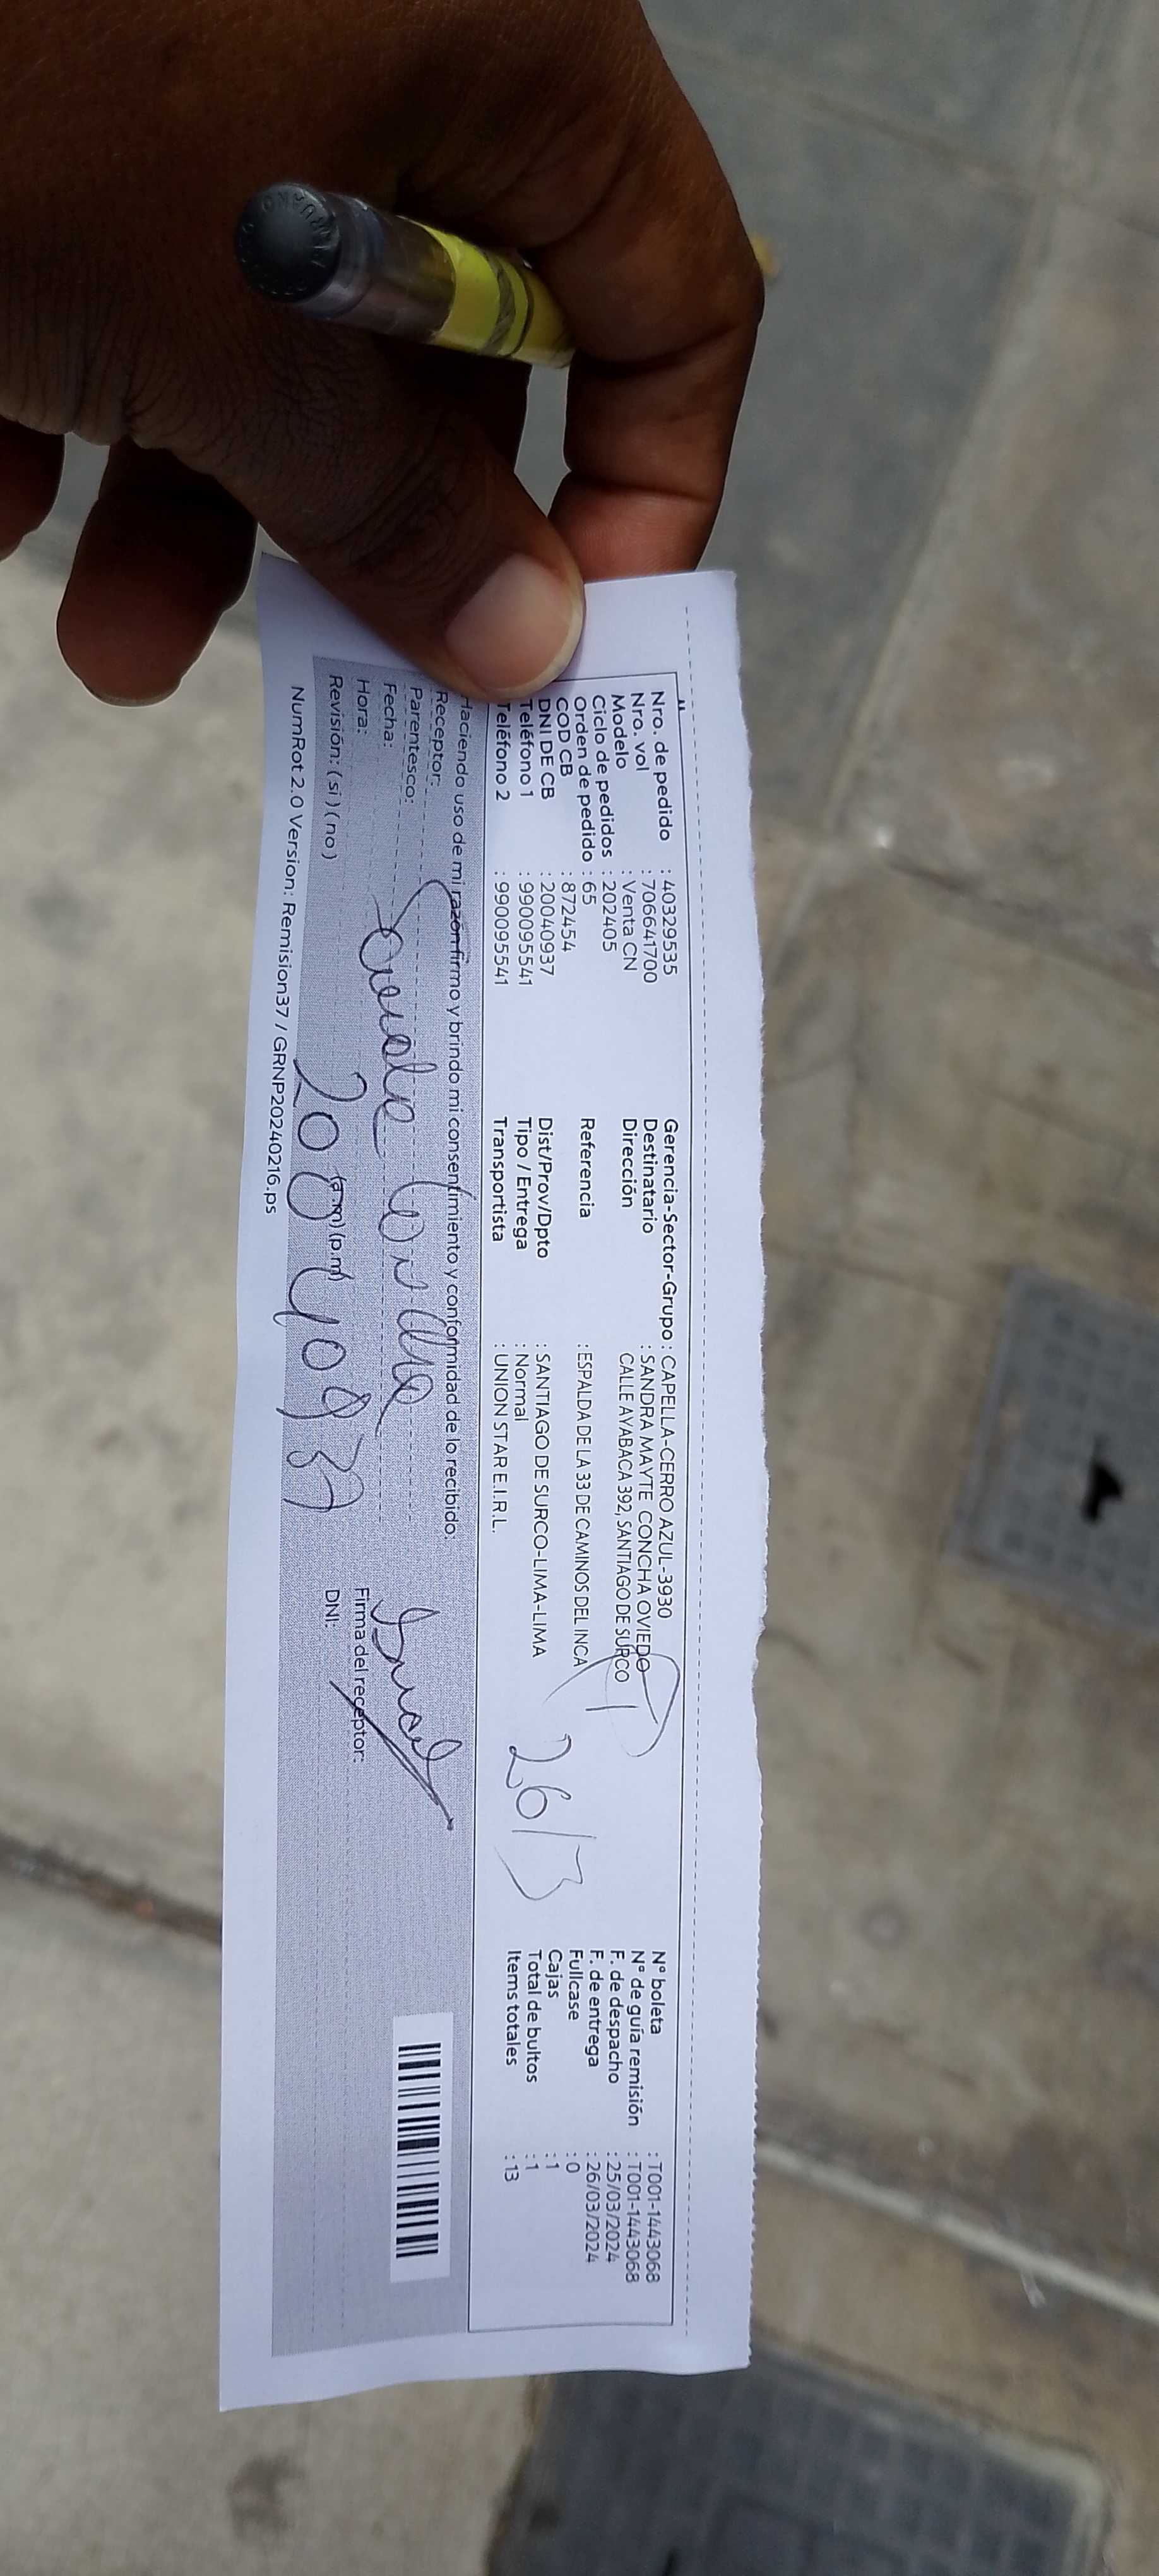 Nro. de pedido : 40329535
Nro. vol : 706641700
Modelo : Venta CN
Ciclo de pedidos : 202405
Orden de pedido : 65
COD CB : 872454
DNI DE CB : 20040937
Teléfono 1 : 990095541
Teléfono 2 : 990095541
Gerencia-Sector-Grupo : CAPELLA-CERRO AZUL-3930
Destinatario : SANDRA MAYTE CONCHA OVIEDO
Dirección CALLE AYABACA 392, SANTIAGO DE SURCO
Referencia : ESPALDA DE LA 33 DE CAMINOS DEL INCA
Dist/Prov/Dpto : SANTIAGO DE SURCO-LIMA-LIMA
Tipo / Entrega : Normal
Transportista : UNION STAR E.I.R.L.
26/3
N° boleta : T001-1443068
N° de guía remisión : T001-1443068
F. de despacho : 25/03/2024
F. de entrega : 26/03/2024
Fullcase : 0
Cajas : 1
Total de bultos : 1
Items totales : 13
Haciendo uso de mi razón firmo y brindo mi consentimiento y conformidad de lo recibido:
Receptor:
Parentesco:
Fecha:
Hora: (a.m) (p.m)
Revisión: (si) (no)
20040937
Firma del receptor:
DNI:
NumRot 2.0 Version: Remision37 / GRNP20240216.ps